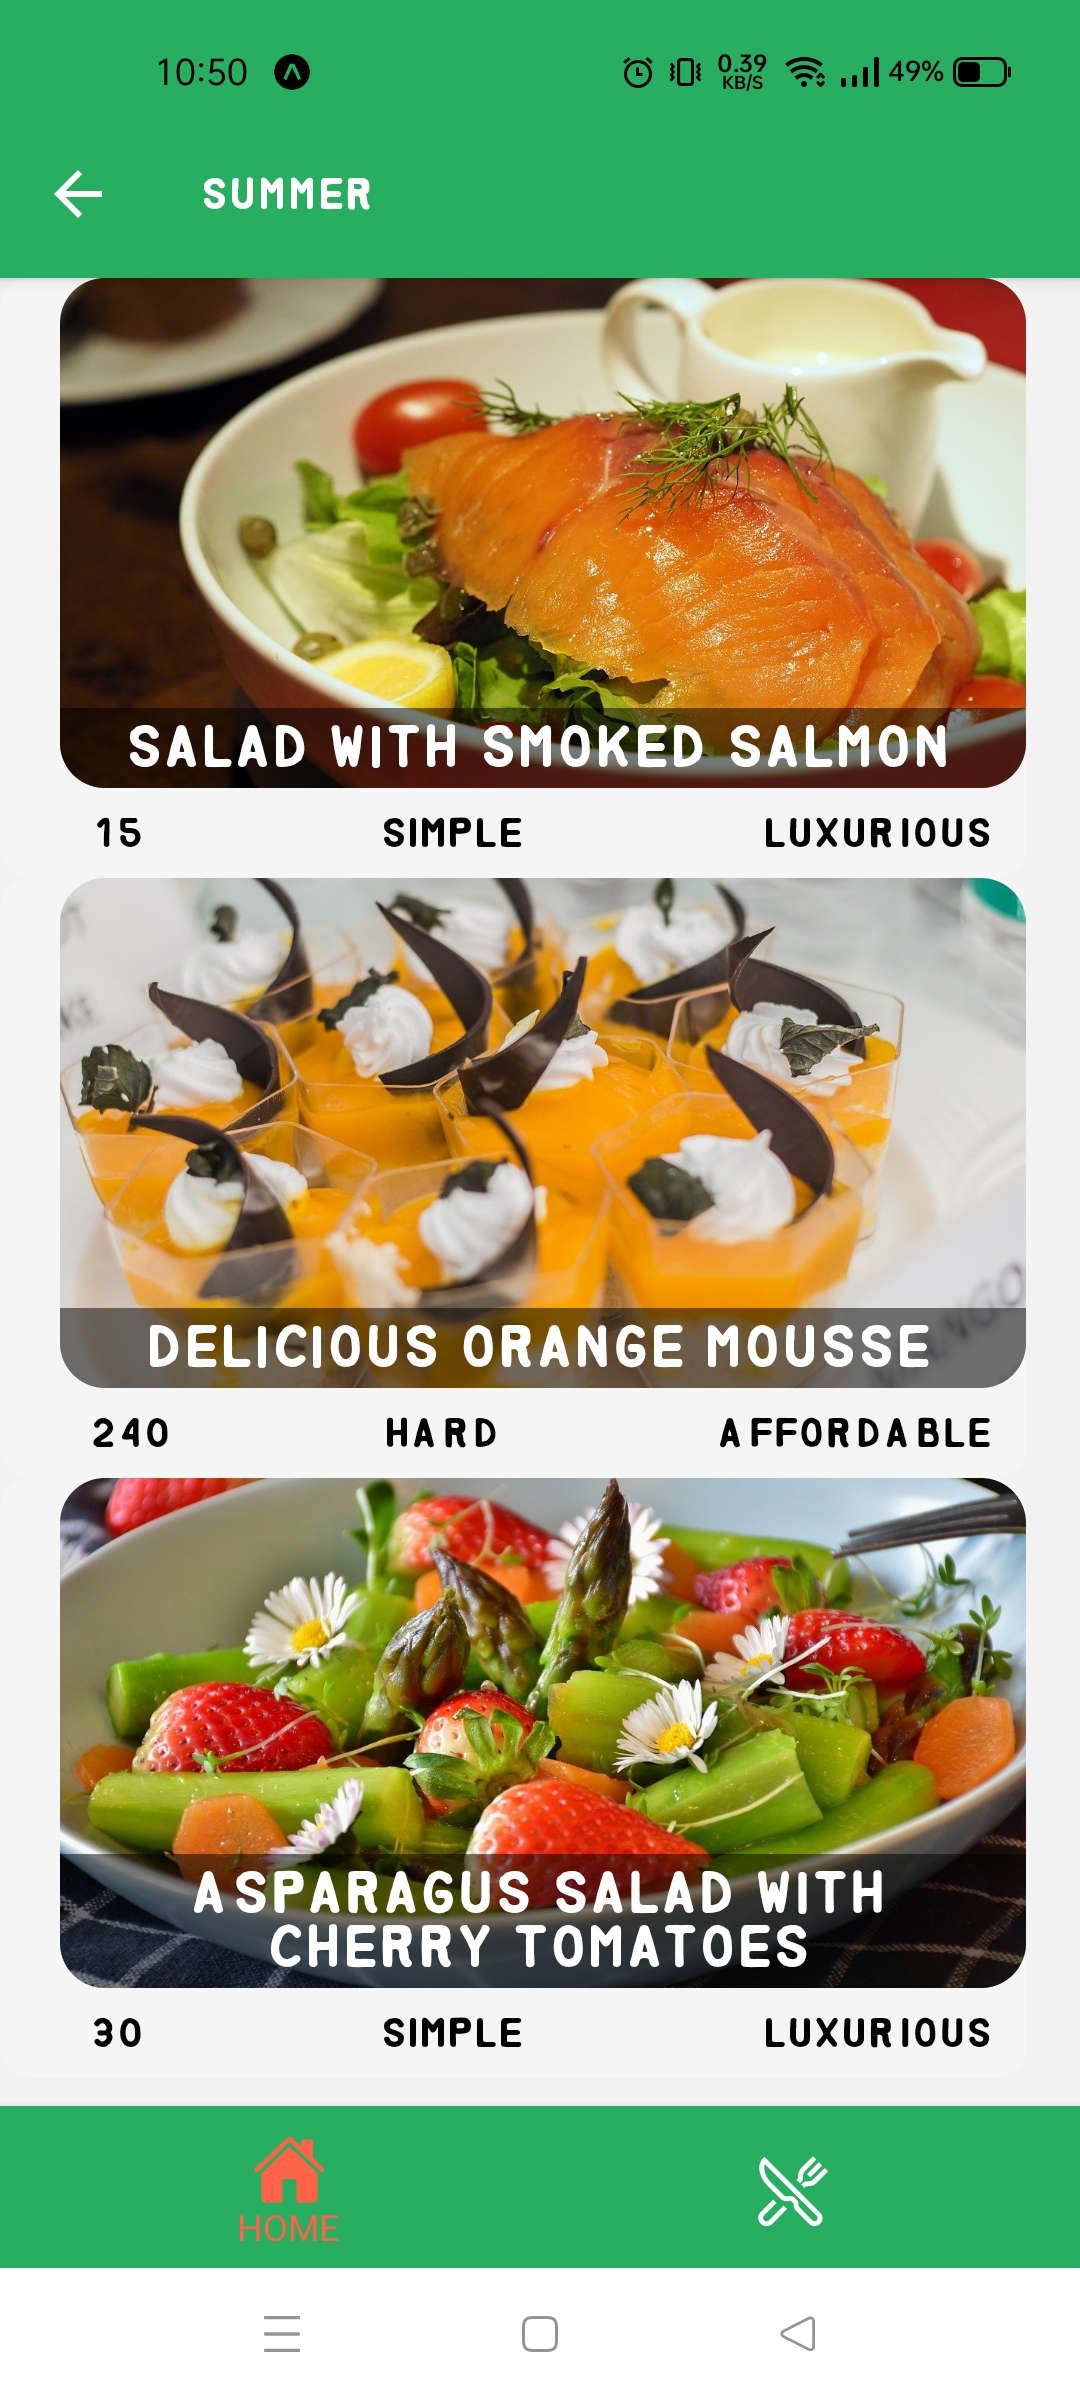 10:50
0.39
KB/S
49%
SUMMER
SALAD WITH SMOKED SALMON
15 SIMPLE LUXURIOUS
DELICIOUS ORANGE MOUSSE
240 HARD AFFORDABLE
ASPARAGUS SALAD WITH
CHERRY TOMATOES
30 SIMPLE LUXURIOUS
HOME